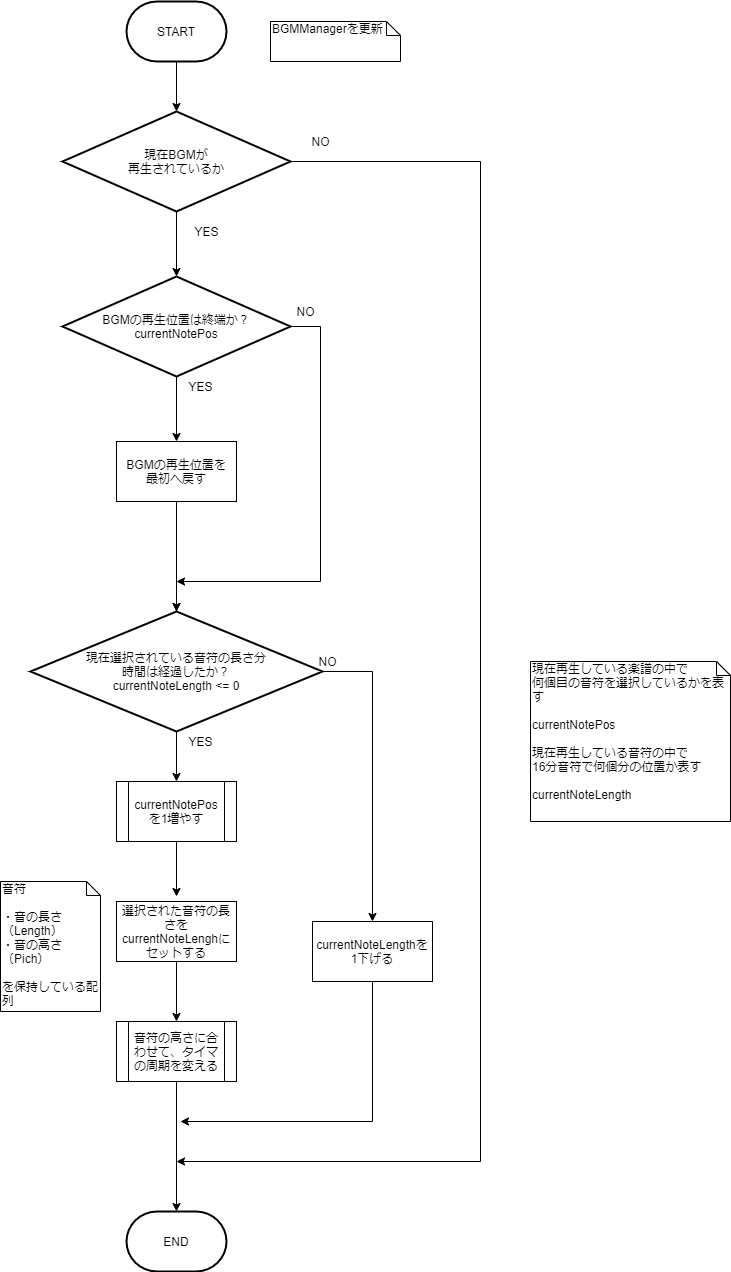 START
BGMManagerを更新
現在BGMが
再生されているか
NO
YES
BGMの再生位置は終端か？
currentNotePos
NO
YES
BGMの再生位置を
最初へ戻す
現在選択されている音符の長さ分
時間は経過したか？
currentNoteLength <= 0
NO
YES
現在再生している楽譜の中で
何個目の音符を選択しているかを表
す
currentNotePos
現在再生している音符の中で
16分音符で何個分の位置か表す
currentNoteLength
currentNotePos
を1増やす
音符
・音の長さ
（Length）
・音の高さ
（Pich）
を保持している配
列
選択された音符の長
さを
currentNoteLenghに
セットする
currentNoteLengthを
1下げる
音符の高さに合
わせて、タイマ
の周期を変える
END